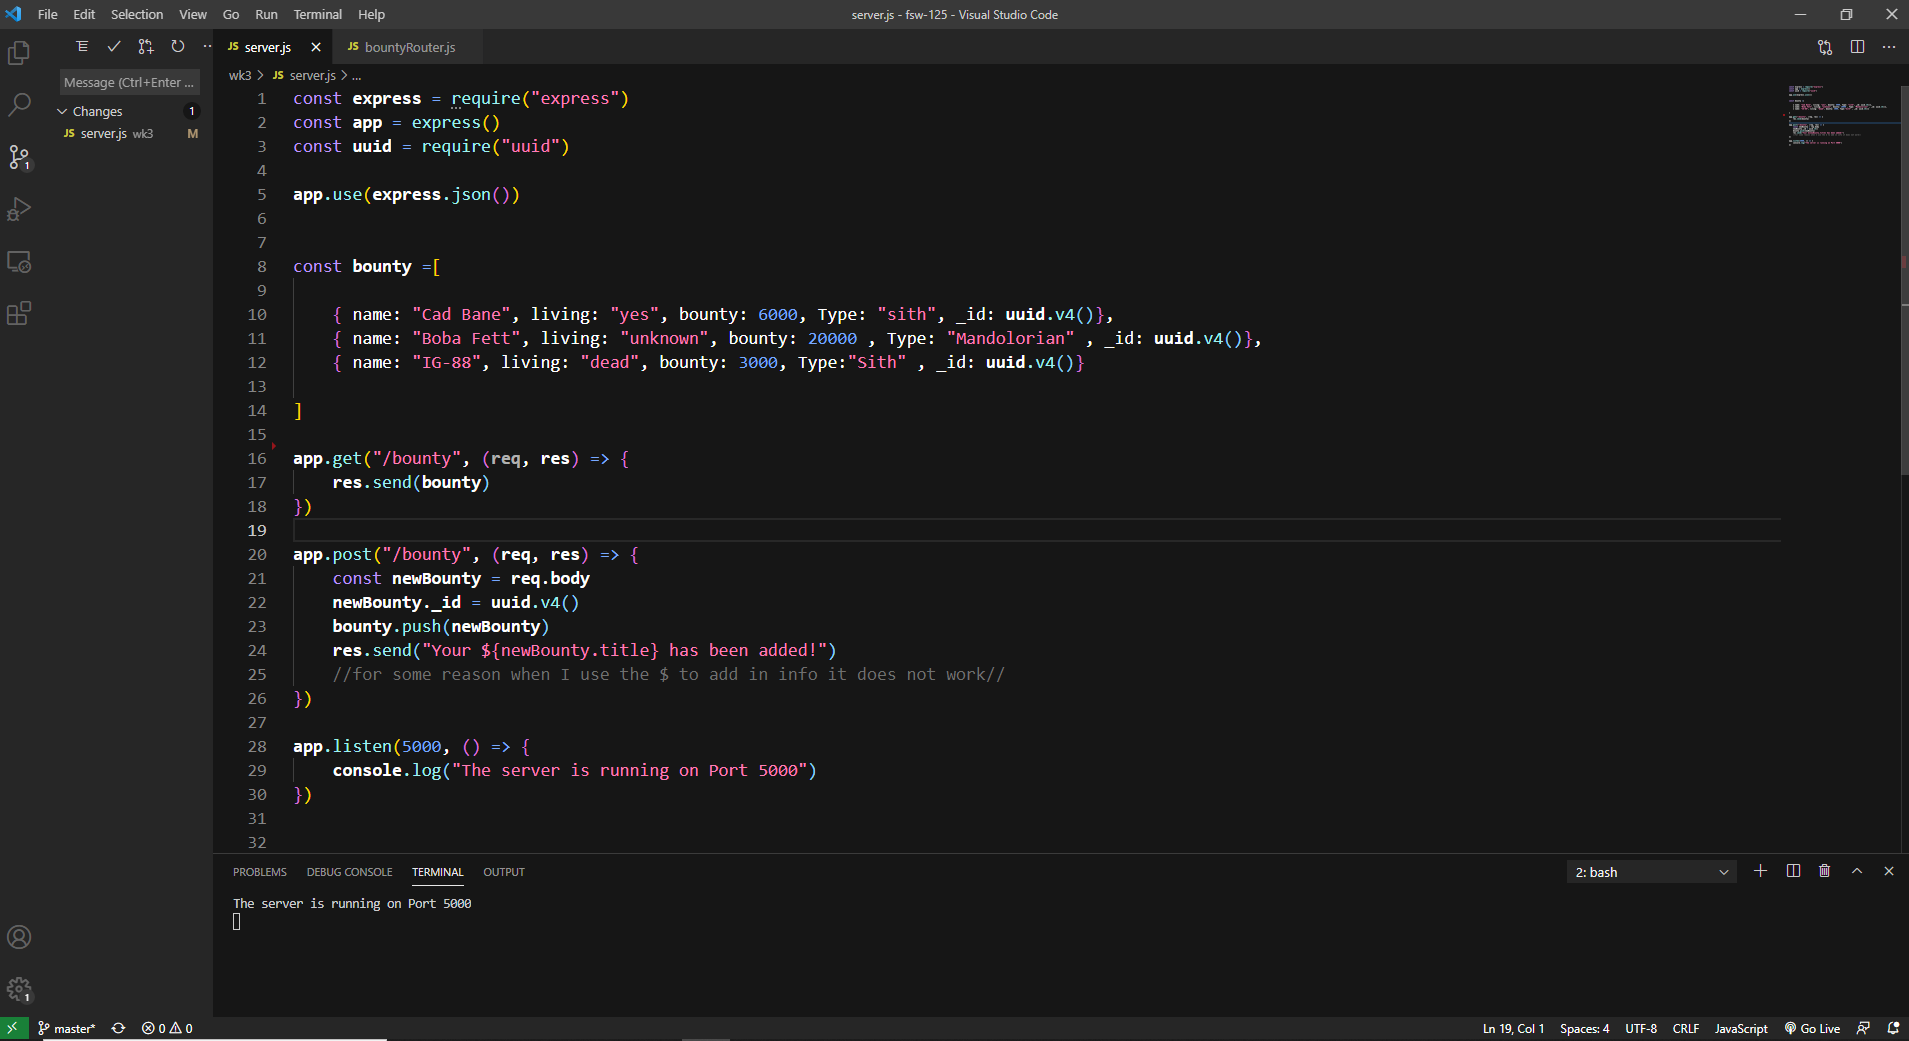 File Edit Selection View Go Run Terminal Help
server.js - fsw-125 - Visual Studio Code
JS server.js
JS bountyRouter.js
Message (Ctrl+Enter ...
Changes 1
JS server.js wk3 M
1
1
wk3 > JS server.js > ...
1 const express = require("express")
2 const app = express()
3 const uuid = require("uuid")
4
5 app.use(express.json())
6
7
8 const bounty =[
9
10 { name: "Cad Bane", living: "yes", bounty: 6000, Type: "sith", _id: uuid.v4()},
11 { name: "Boba Fett", living: "unknown", bounty: 20000 , Type: "Mandolorian" , _id: uuid.v4()},
12 { name: "IG-88", living: "dead", bounty: 3000, Type:"Sith" , _id: uuid.v4()}
13
14 ]
15
16 app.get("/bounty", (req, res) => {
17 res.send(bounty)
18 })
19
20 app.post("/bounty", (req, res) => {
21 const newBounty = req.body
22 newBounty._id = uuid.v4()
23 bounty.push(newBounty)
24 res.send("Your ${newBounty.title} has been added!")
25 //for some reason when I use the $ to add in info it does not work//
26 })
27
28 app.listen(5000, () => {
29 console.log("The server is running on Port 5000")
30 })
31
32
PROBLEMS DEBUG CONSOLE TERMINAL OUTPUT
2: bash
The server is running on Port 5000
master* 0 0
Ln 19, Col 1 Spaces: 4 UTF-8 CRLF JavaScript Go Live